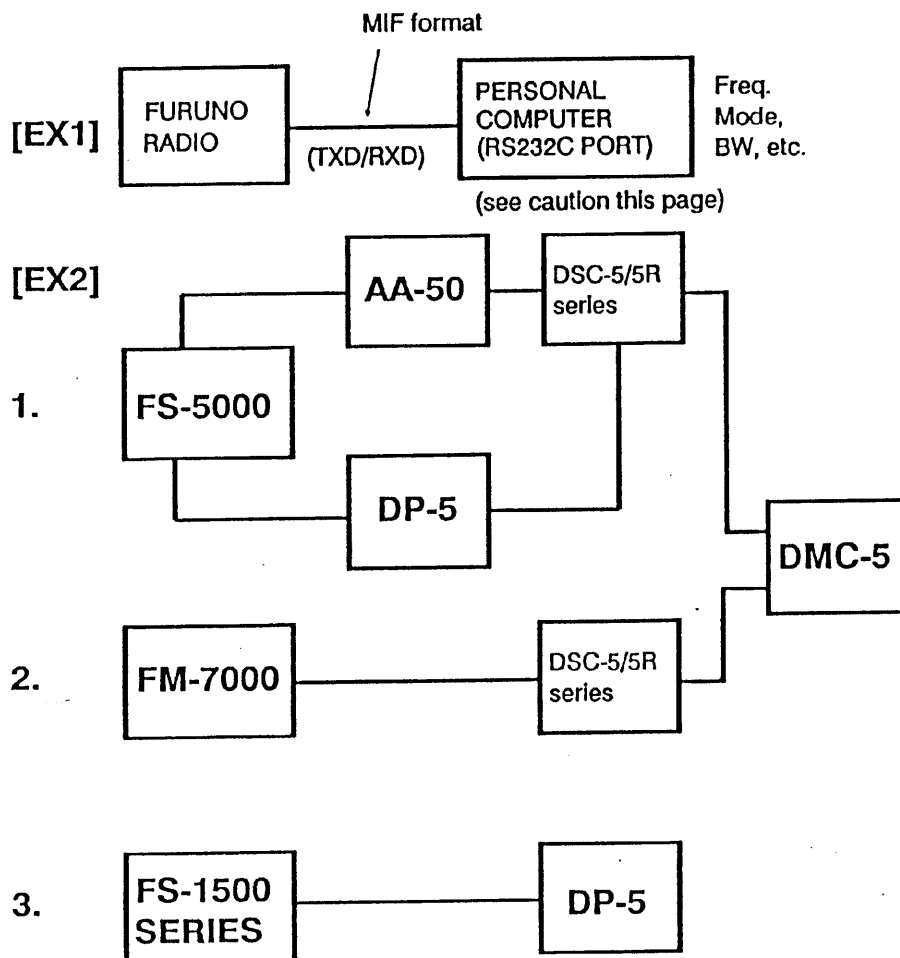 MIF format
[EX1]
FURUNO
RADIO
(TXD/RXD)
PERSONAL
COMPUTER
(RS232C PORT)
Freq.
Mode,
BW, etc.
(see caution this page)
[EX2]
AA-50
DSC-5/5R
series
1.
FS-5000
DP-5
DMC-5
2.
FM-7000
DSC-5/5R
series
3.
FS-1500
SERIES
DP-5